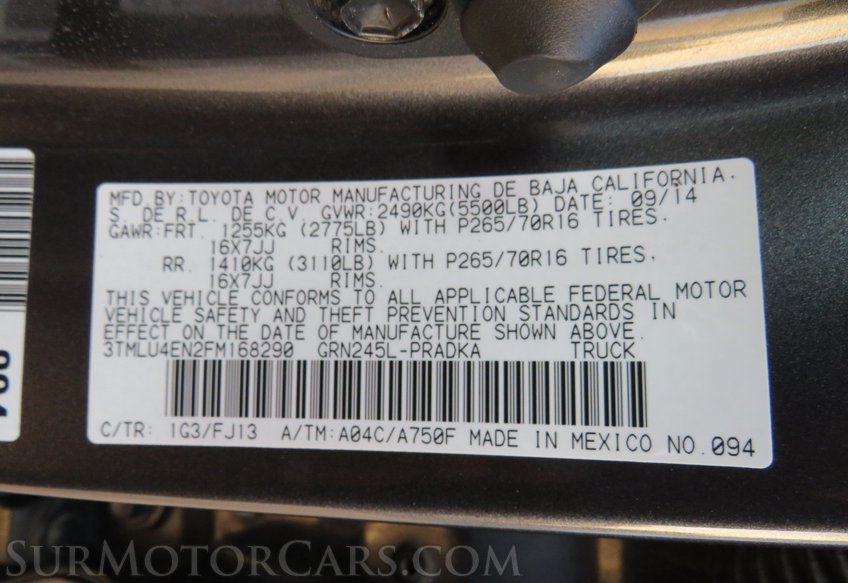 MFD.BY:TOYOTA MOTOR MANUFACTURING DE BAJA CALIFORNIA.
S. DE R.L. DE C.V. GVWR:2490KG(5500LB) DATE: 09/14
GAWR:FRT. 1255KG (2775LB) WITH P265/70R16 TIRES.
16X7JJ RIMS.
RR. 1410KG (3110LB) WITH P265/70R16 TIRES.
16X7JJ RIMS.
THIS VEHICLE CONFORMS TO ALL APPLICABLE FEDERAL MOTOR
VEHICLE SAFETY AND THEFT PREVENTION STANDARDS IN
EFFECT ON THE DATE OF MANUFACTURE SHOWN ABOVE.
3TMLU4EN2FM168290 GRN245L-PRADKA TRUCK
C/TR: 1G3/FJ13 A/TM:A04C/A750F MADE IN MEXICO NO.094
SURMOTORCARS.COM